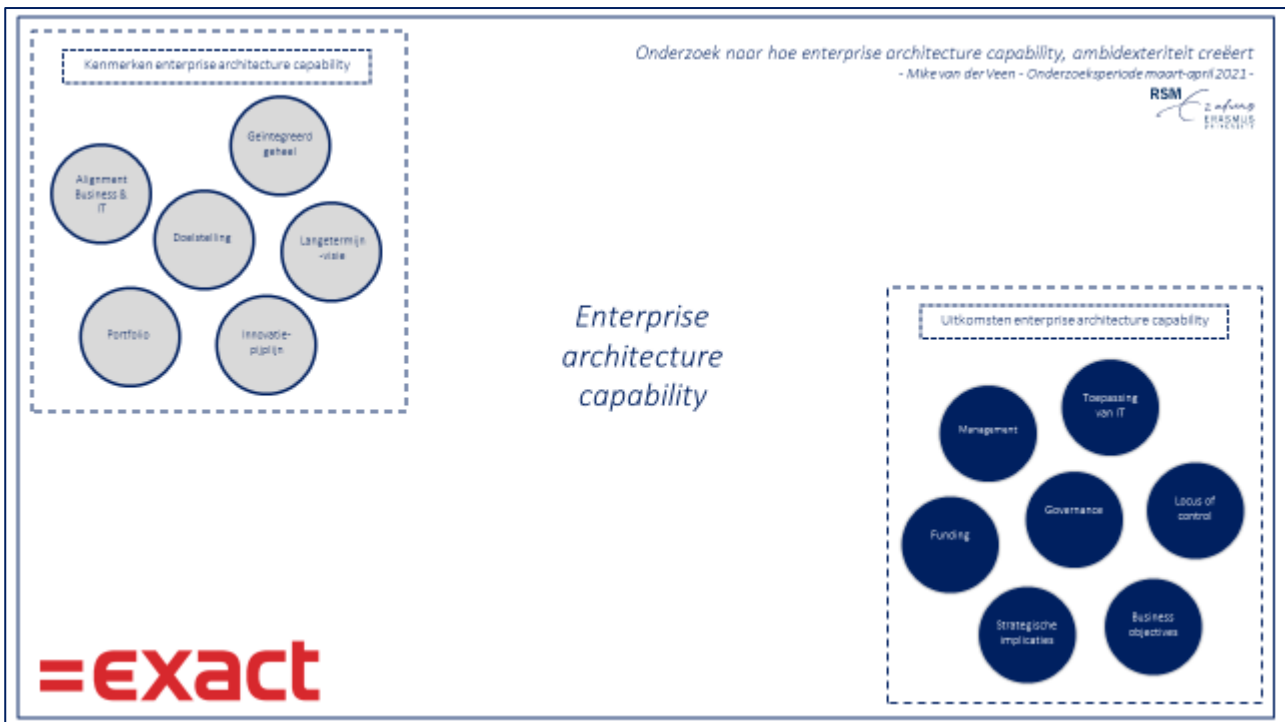 Kenmerken enterprise architecture capability
Geïntegreerd
geheel
Alignment
Business &
IT
Doelstelling
Langetermijn
-visie
Portfolio
Innovatie-
pijplijn
Onderzoek naar hoe enterprise architecture capability, ambidexteriteit creëert
- Mike van der Veen - Onderzoeksperiode maart-april 2021 -
RSM
ERASMUS
UNIVERSITEIT
Enterprise
architecture
capability
Uitkomsten enterprise architecture capability
Toepassing
van IT
Management
Locus of
control
Governance
Funding
Strategische
implicaties
Business
objectives
=exact